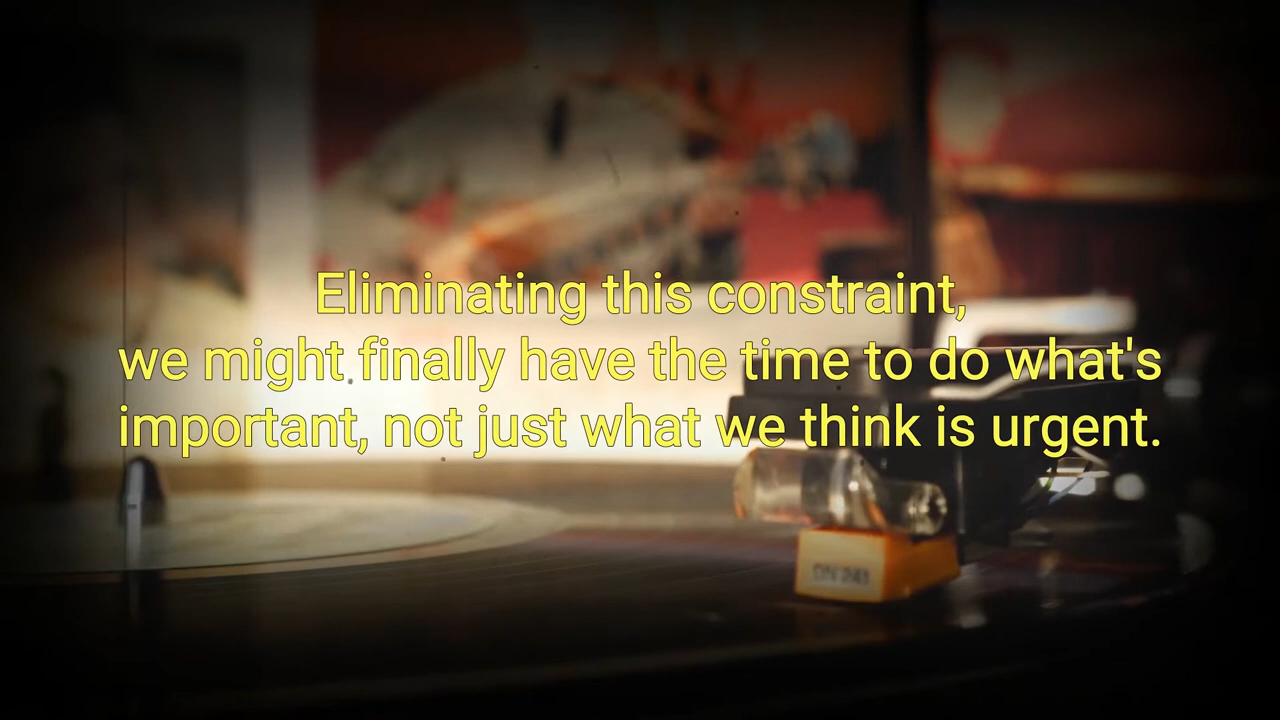 Eliminating this constraint,
we might finally have the time to do what's
important, not just what we think is urgent.